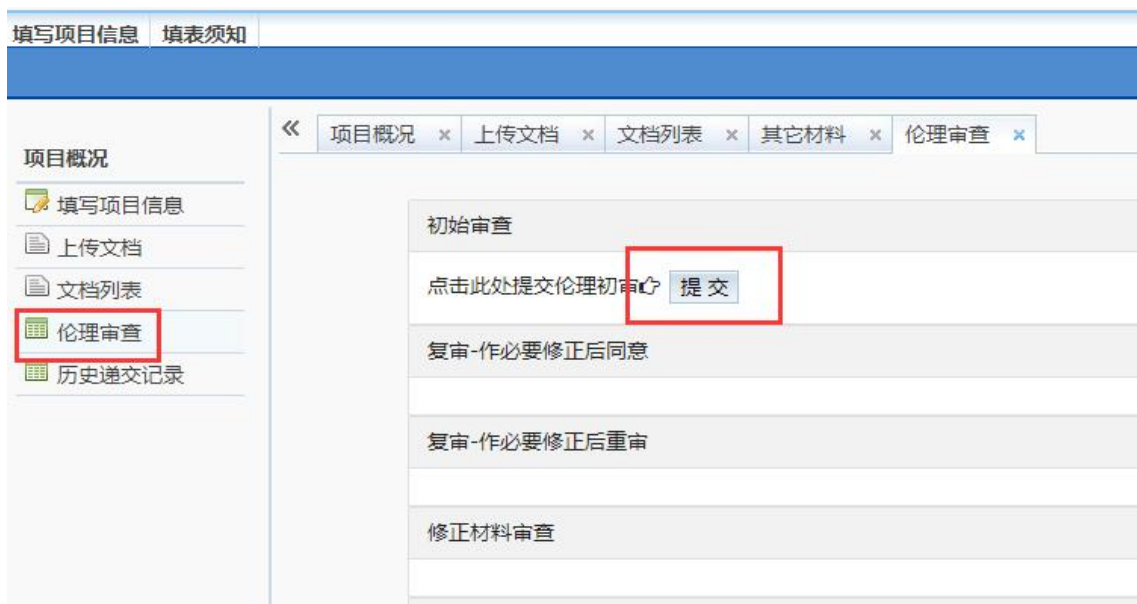 填写项目信息 填表须知
项目概况 上传文档 文档列表 其它材料 伦理审查
项目概况
填写项目信息
上传文档
文档列表
伦理审查
历史递交记录
初始审查
点击此处提交伦理初审 提交
复审-作必要修正后同意
复审-作必要修正后重审
修正材料审查